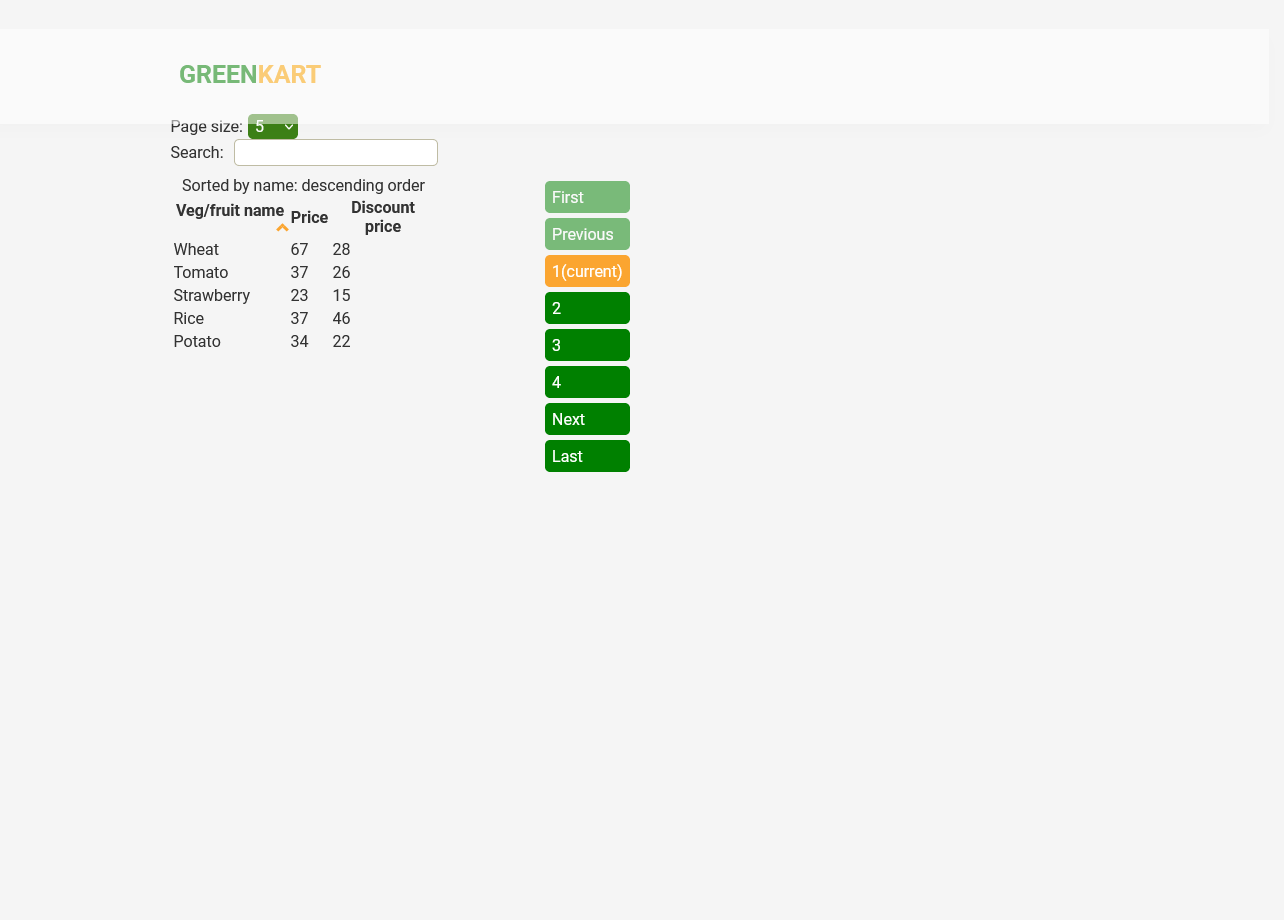 GREENKART
Page size: 5
Search:
Sorted by name: descending order
Veg/fruit name Price Discount price
Wheat 67 28
Tomato 37 26
Strawberry 23 15
Rice 37 46
Potato 34 22
First
Previous
1(current)
2
3
4
Next
Last